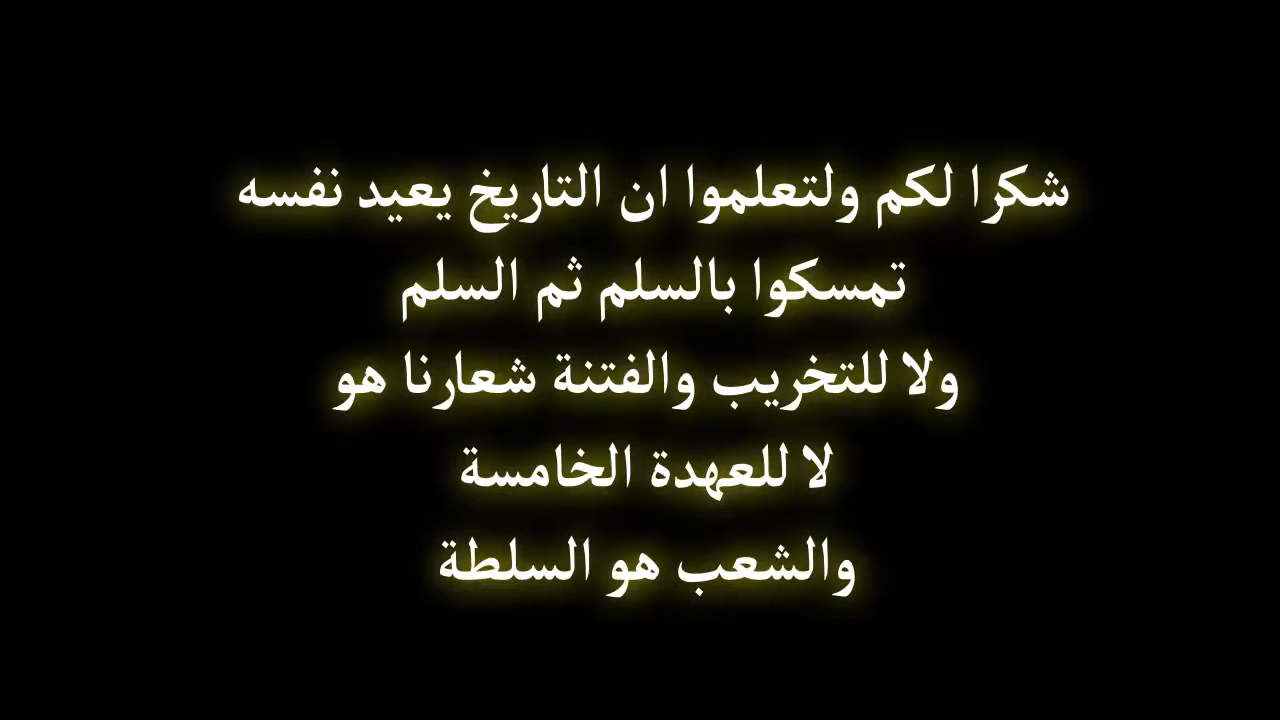 شكرا لكم ولتعلموا ان التاريخ يعيد نفسه
تمسكوا بالسلم ثم السلم
ولا للتخريب والفتنة شعارنا هو
لا للعهدة الخامسة
والشعب هو السلطة